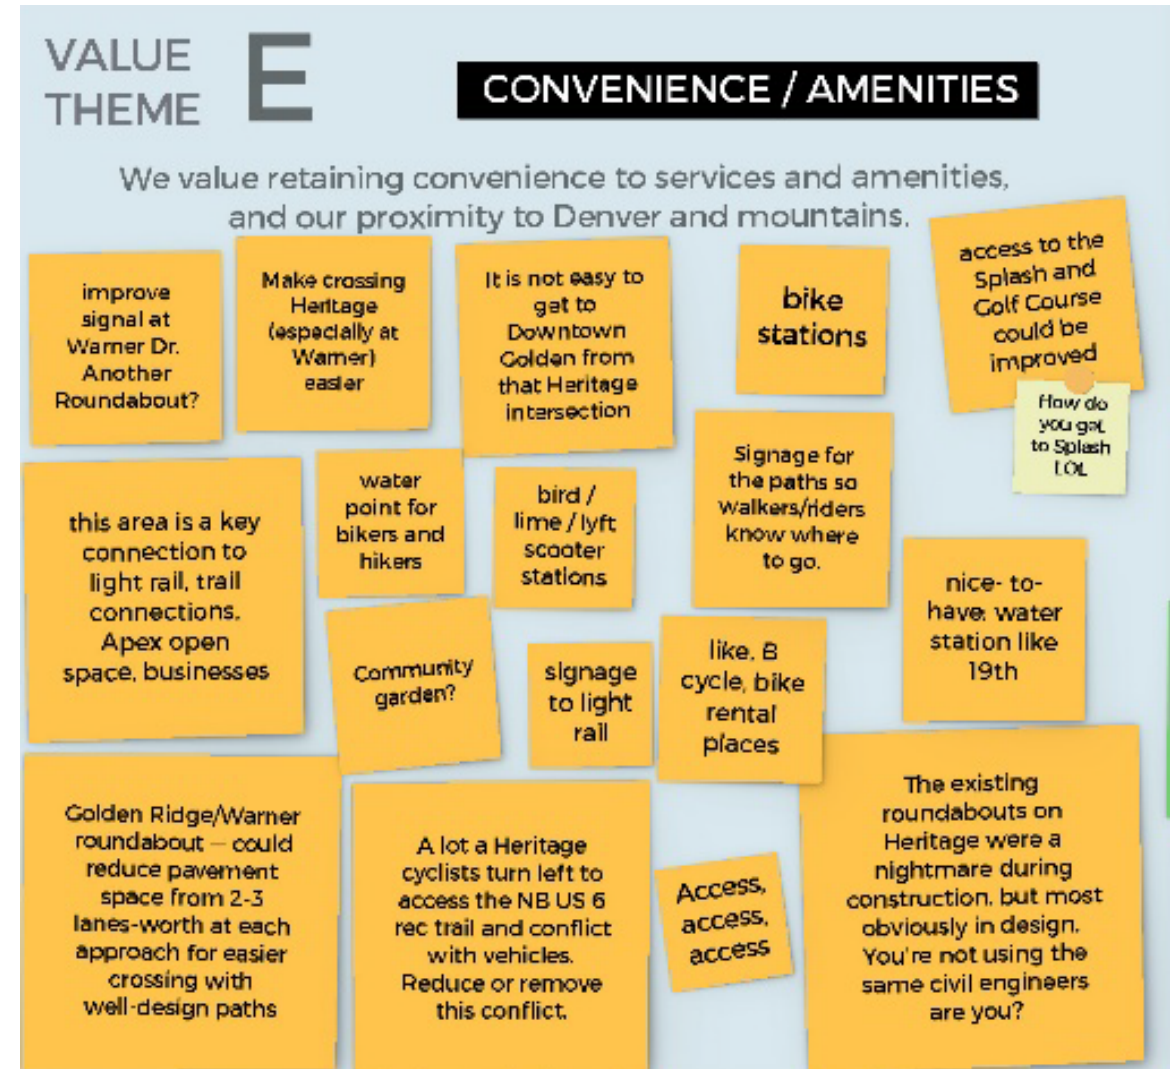 VALUE
THEME
E
CONVENIENCE / AMENITIES
We value retaining convenience to services and amenities,
and our proximity to Denver and mountains.
improve
signal at
Warner Dr.
Another
Roundabout?
Make crossing
Heritage
(especially at
Warner)
easier
It is not easy to
get to
Downtown
Golden from
that Heritage
intersection
bike
stations
access to the
Splash and
Golf Course
could be
improved
How do
you get
to Splash
LOL
this area is a key
connection to
light rail, trail
connections,
Apex open
space, businesses
water
point for
bikers and
hikers
bird /
lime / lyft
scooter
stations
Signage for
the paths so
walkers/riders
know where
to go.
nice- to-
have: water
station like
19th
Community
garden?
signage
to light
rail
like, B
cycle, bike
rental
places
Golden Ridge/Warner
roundabout — could
reduce pavement
space from 2-3
lanes-worth at each
approach for easier
crossing with
well-design paths
A lot a Heritage
cyclists turn left to
access the NB US 6
rec trail and conflict
with vehicles.
Reduce or remove
this conflict.
Access,
access,
access
The existing
roundabouts on
Heritage were a
nightmare during
construction, but most
obviously in design.
You're not using the
same civil engineers
are you?